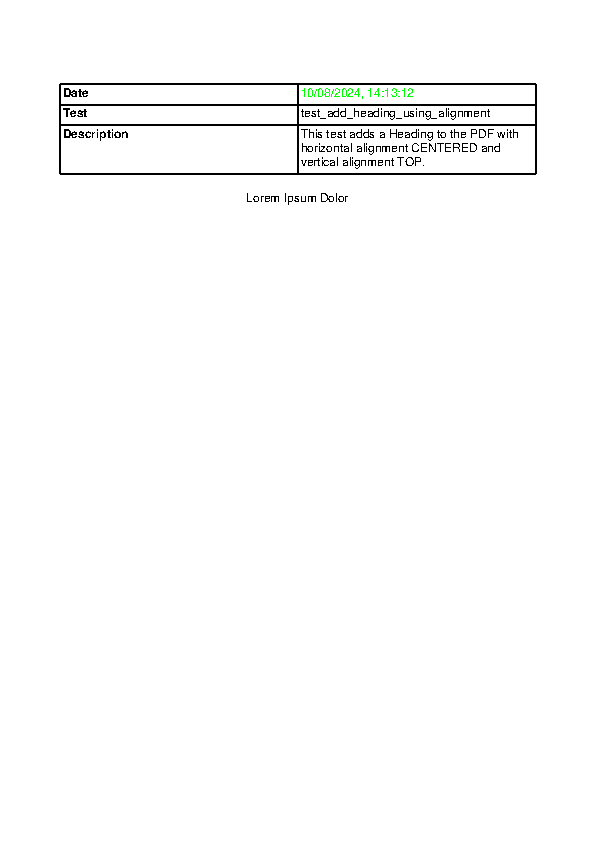 Date 10/08/2024, 14:13:12
Test test_add_heading_using_alignment
Description This test adds a Heading to the PDF with
horizontal alignment CENTERED and
vertical alignment TOP.
Lorem Ipsum Dolor